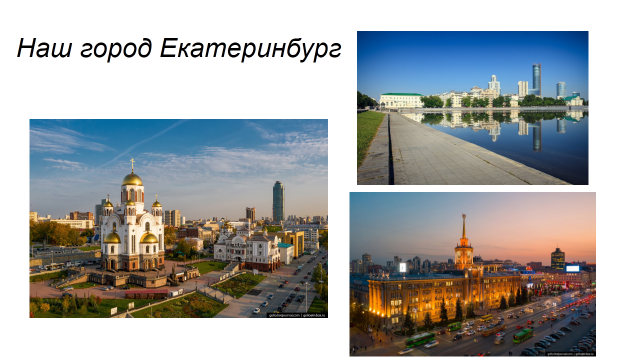 Наш город Екатеринбург